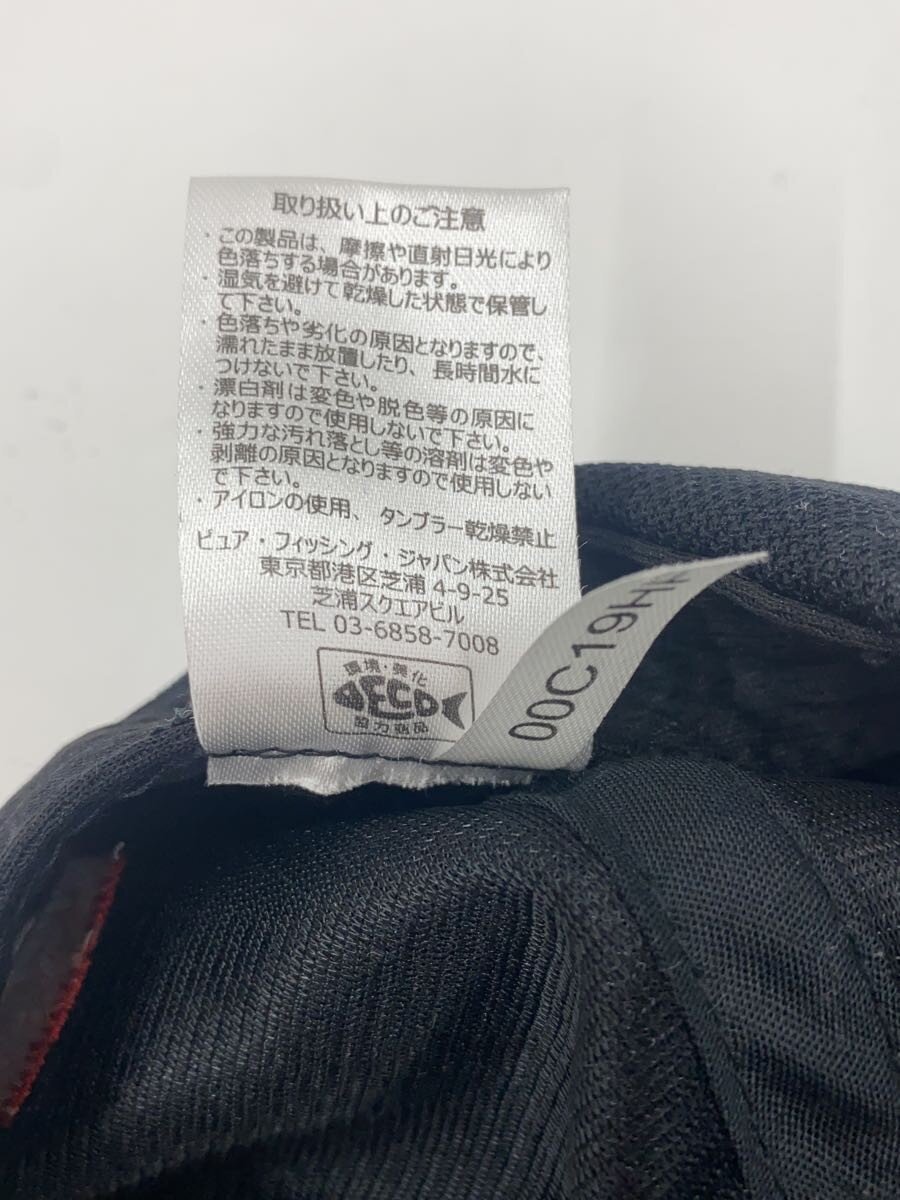 取り扱い上のご注意
・この製品は、摩擦や直射日光により
色落ちする場合があります。
・湿気を避けて乾燥した状態で保管し
て下さい。
・色落ちや劣化の原因となりますので、
濡れたまま放置したり、長時間水に
つけないで下さい。
・漂白剤は変色や脱色等の原因に
なりますので使用しないで下さい。
・強力な汚れ落とし等の溶剤は変色や
剥離の原因となりますので使用しない
で下さい。
・アイロンの使用、タンブラー乾燥禁止
ピュア・フィッシング・ジャパン株式会社
東京都港区芝浦 4-9-25
芝浦スクエアビル
TEL 03-6858-7008
環境・美化
ECO
協力商品
00C19H